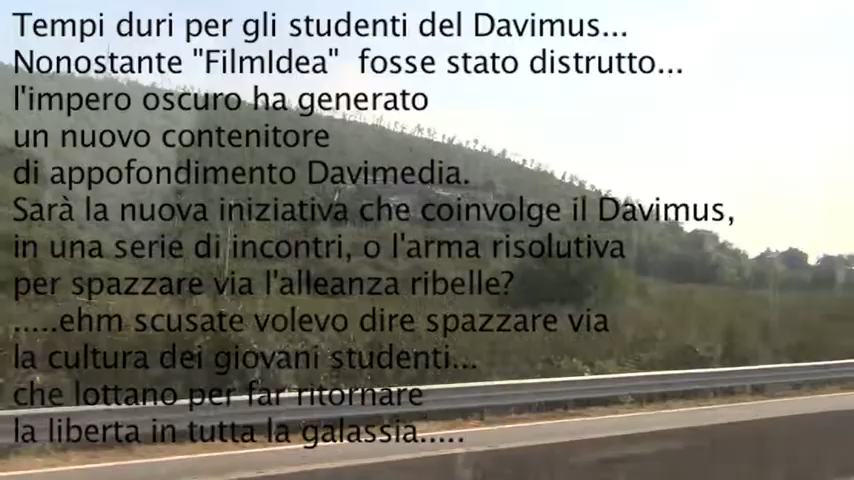 Tempi duri per gli studenti del Davimus...
Nonostante "FilmIdea"  fosse stato distrutto...
l'impero oscuro ha generato
un nuovo contenitore
di appofondimento Davimedia.
Sarà la nuova iniziativa che coinvolge il Davimus,
in una serie di incontri, o l'arma risolutiva
per spazzare via l'alleanza ribelle?
.....ehm scusate volevo dire spazzare via
la cultura dei giovani studenti...
che lottano per far ritornare
la liberta in tutta la galassia.....